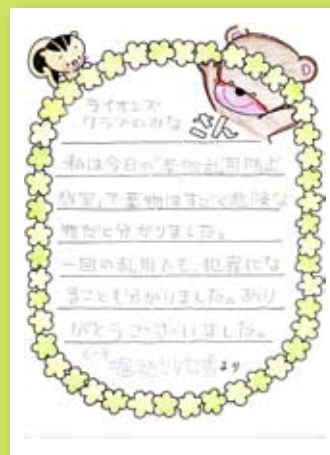 ライオンズ
クラブのみなさん
私は今日の「薬物乱用防止
教室」で薬物はすごく危険な
物だと分かりました。
一回の乱用でも、犯罪にな
ることも分かりました。あり
がとうございました。
より